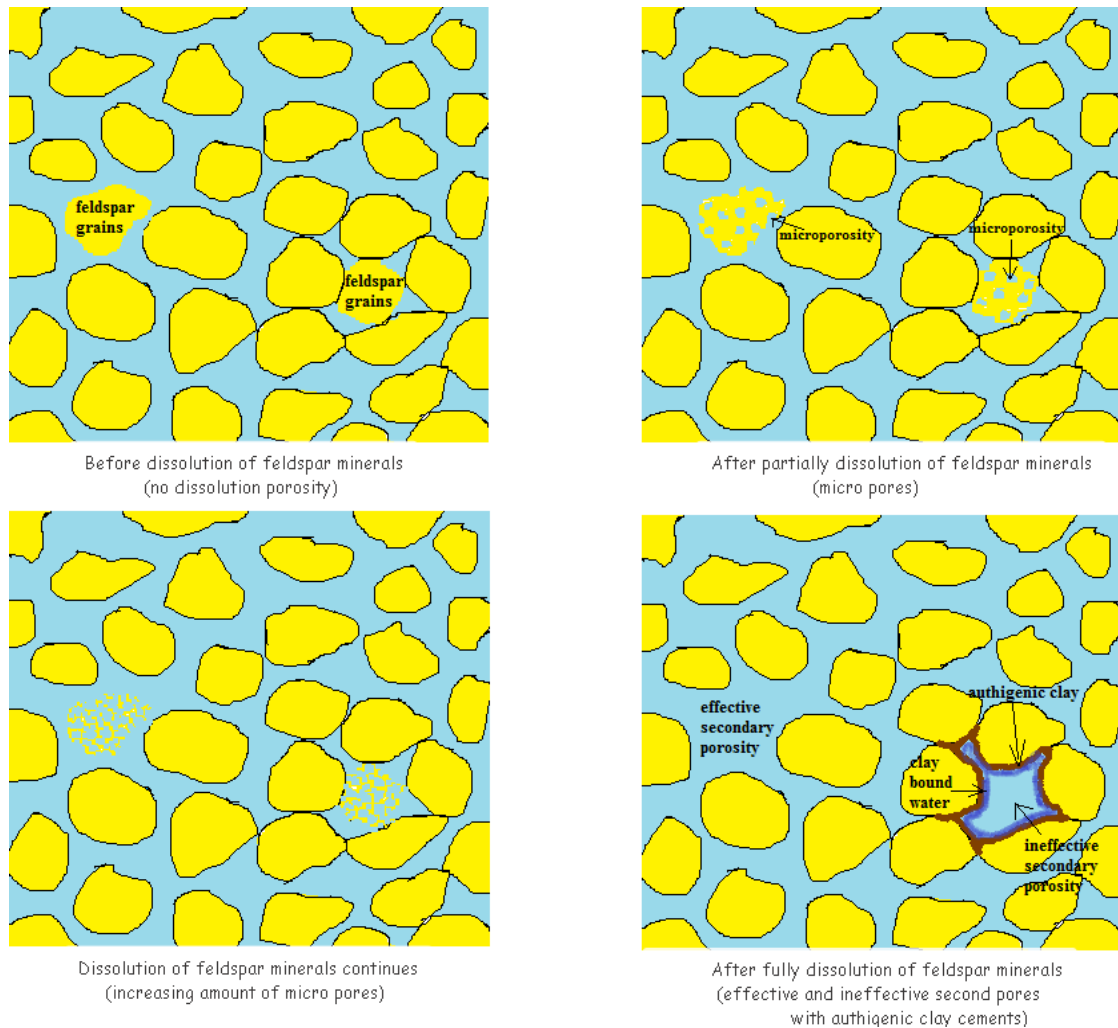 feldspar
grains
feldspar
grains
Before dissolution of feldspar minerals
(no dissolution porosity)
microporosity
microporosity
After partially dissolution of feldspar minerals
(micro pores)
Dissolution of feldspar minerals continues
(increasing amount of micro pores)
authigenic clay
effective
secondary
porosity
clay
bound
water
ineffective
secondary
porosity
After fully dissolution of feldspar minerals
(effective and ineffective second pores
with authigenic clay cements)